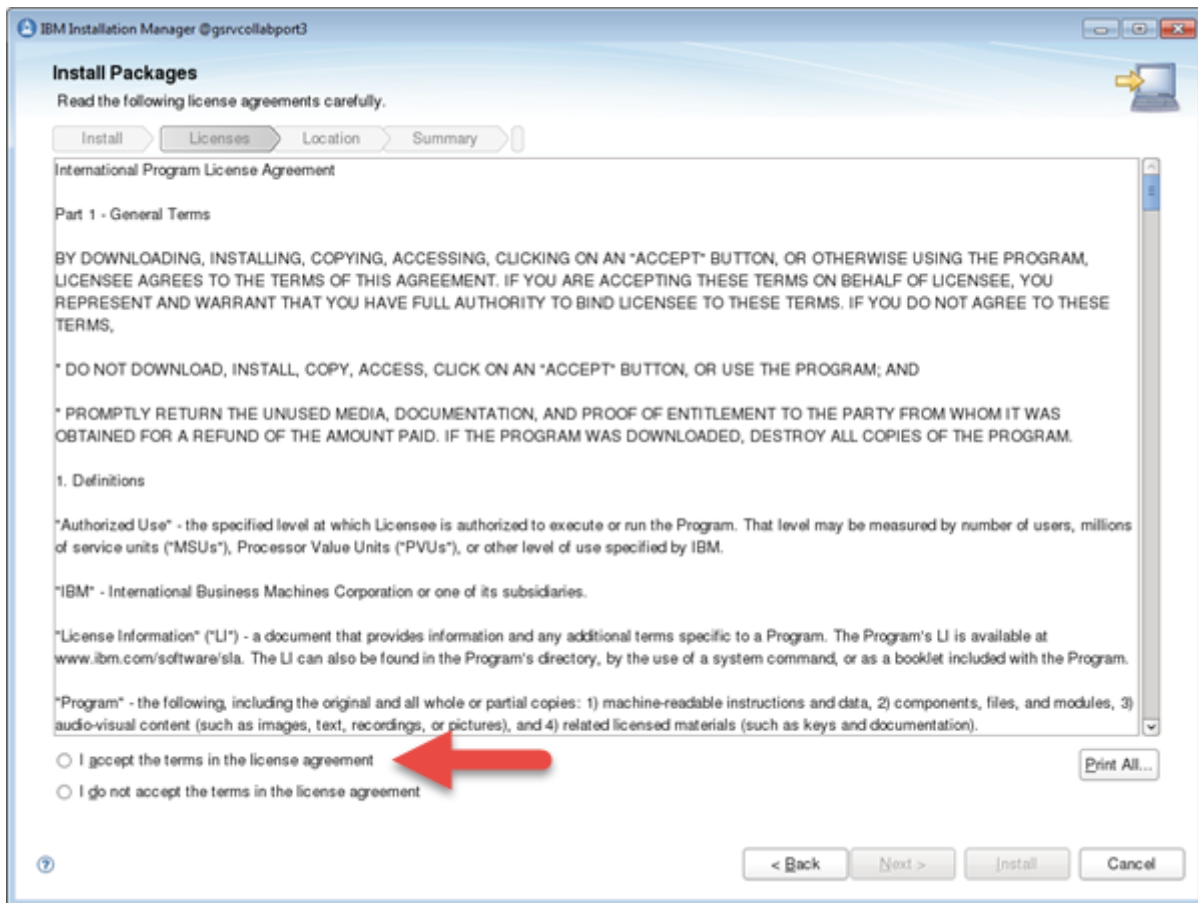 IBM Installation Manager @gsrvcollabport3
Install Packages
Read the following license agreements carefully.
Install
Licenses
Location
Summary
International Program License Agreement
Part 1 - General Terms
BY DOWNLOADING, INSTALLING, COPYING, ACCESSING, CLICKING ON AN "ACCEPT" BUTTON, OR OTHERWISE USING THE PROGRAM,
LICENSEE AGREES TO THE TERMS OF THIS AGREEMENT. IF YOU ARE ACCEPTING THESE TERMS ON BEHALF OF LICENSEE, YOU
REPRESENT AND WARRANT THAT YOU HAVE FULL AUTHORITY TO BIND LICENSEE TO THESE TERMS. IF YOU DO NOT AGREE TO THESE
TERMS,
* DO NOT DOWNLOAD, INSTALL, COPY, ACCESS, CLICK ON AN "ACCEPT" BUTTON, OR USE THE PROGRAM; AND
* PROMPTLY RETURN THE UNUSED MEDIA, DOCUMENTATION, AND PROOF OF ENTITLEMENT TO THE PARTY FROM WHOM IT WAS
OBTAINED FOR A REFUND OF THE AMOUNT PAID. IF THE PROGRAM WAS DOWNLOADED, DESTROY ALL COPIES OF THE PROGRAM.
1. Definitions
"Authorized Use" - the specified level at which Licensee is authorized to execute or run the Program. That level may be measured by number of users, millions
of service units ("MSUs"), Processor Value Units ("PVUs"), or other level of use specified by IBM.
"IBM" - International Business Machines Corporation or one of its subsidiaries.
"License Information" ("LI") - a document that provides information and any additional terms specific to a Program. The Program's LI is available at
www.ibm.com/software/sla. The LI can also be found in the Program's directory, by the use of a system command, or as a booklet included with the Program.
"Program" - the following, including the original and all whole or partial copies: 1) machine-readable instructions and data, 2) components, files, and modules, 3)
audio-visual content (such as images, text, recordings, or pictures), and 4) related licensed materials (such as keys and documentation).
I accept the terms in the license agreement
Print All...
I do not accept the terms in the license agreement
?
< Back
Next >
Install
Cancel